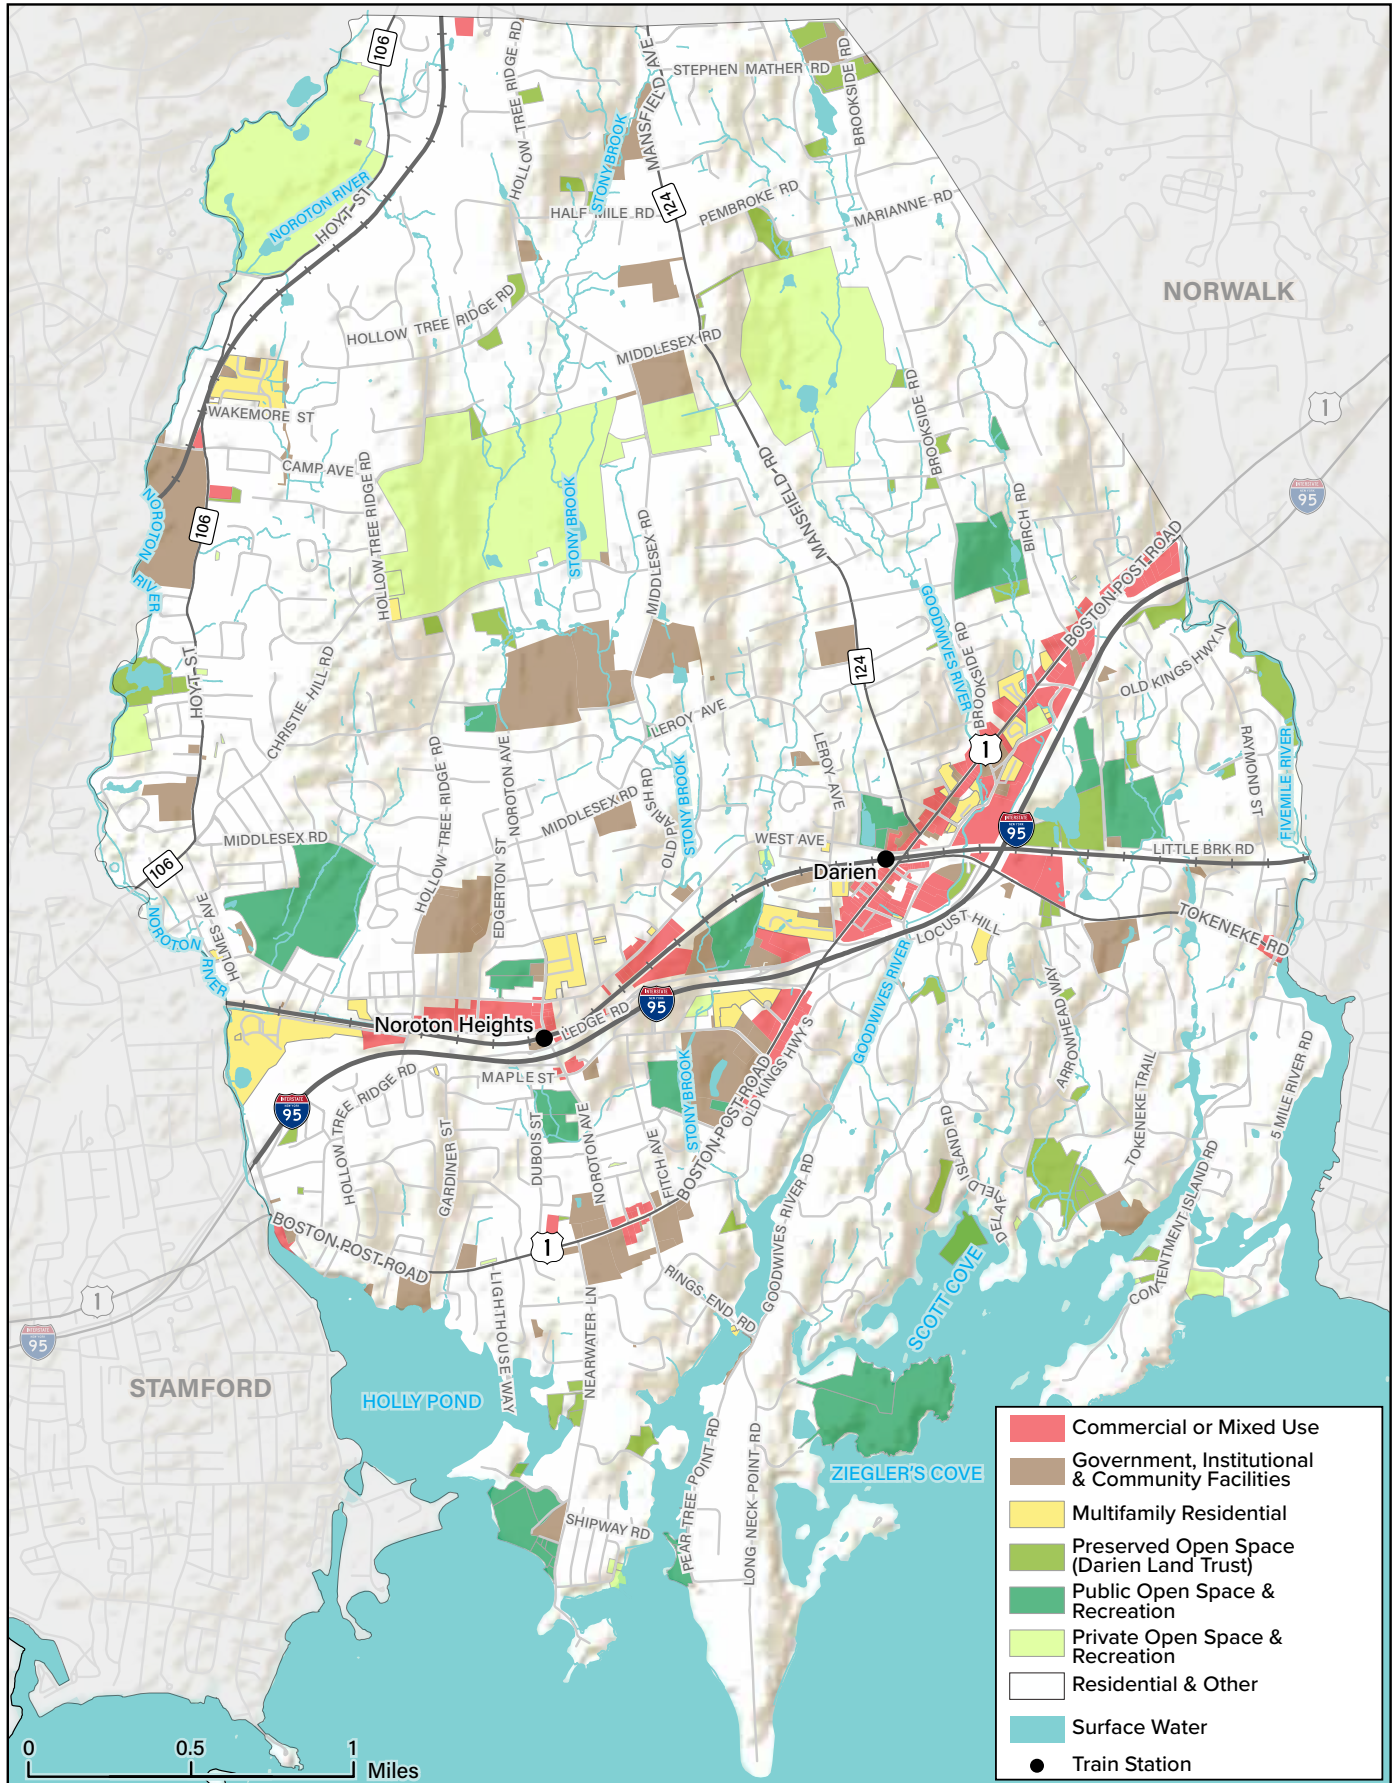 106
HOLLOW TREE RIDGE RD
MANSFIELD AVE
STEPHEN MATHER RD
BROOKSIDE RD
STONY BROOK
NOROTON RIVER
HOYT ST
HALF MILE RD
124
PEMBROKE RD
MARIANNE RD
NORWALK
HOLLOW TREE RIDGE RD
MIDDLESEX RD
WAKEMORE ST
BROOKSIDE RD
1
CAMP AVE
HOLLOW TREE RIDGE RD
MANSFIELD RD
INTERSTATE
95
NOROTON
RIVER
106
STONY BROOK
MIDDLESEX RD
BIRCH RD
BOSTON POST ROAD
GOODWIVES RIVER
BROOKSIDE RD
HOYT ST
CHRISTIE HILL RD
124
OLD KINGS HWY N
LEROY AVE
HOLLOW TREE RIDGE RD
NOROTON AVE
LEROY AVE
1
RAYMOND ST
FIVEMILE RIVER
STONY BROOK
MIDDLESEX RD
OLD PARISH RD
MIDDLESEX RD
WEST AVE
INTERSTATE
95
LITTLE BRK RD
106
Darien
EDGERTON ST
HOLMES AVE
NOROTON
RIVER
LOCUST HILL
TOKENEKE RD
INTERSTATE
95
LEDGE RD
Noroton Heights
GOODWIVES RIVER
ARROWHEAD WAY
OLD KINGS HWY S
5 MILE RIVER RD
HOLLOW TREE RIDGE RD
MAPLE ST
STONY BROOK
BOSTON POST ROAD
INTERSTATE
95
TOKENEKE TRAIL
GARDINER ST
DUBOIS ST
NOROTON AVE
FITCH AVE
DELAFIELD ISLAND RD
CONTENTMENT ISLAND RD
GOODWIVES RIVER RD
BOSTON POST ROAD
1
LIGHTHOUSE WAY
NEARWATER LN
RINGS END RD
SCOTT COVE
1
INTERSTATE
95
STAMFORD
HOLLY POND
PEAR TREE POINT RD
LONG NECK POINT RD
ZIEGLER'S COVE
SHIPWAY RD
Commercial or Mixed Use
Government, Institutional
& Community Facilities
Multifamily Residential
Preserved Open Space
(Darien Land Trust)
Public Open Space &
Recreation
Private Open Space &
Recreation
Residential & Other
Surface Water
Train Station
0 0.5 1
Miles